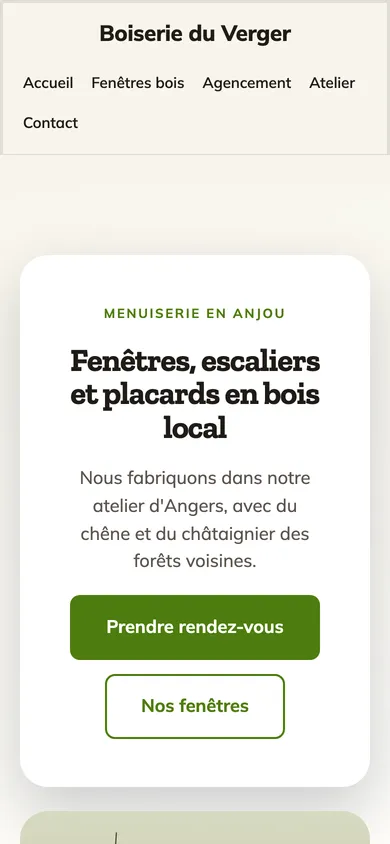 Boiserie du Verger
Accueil Fenêtres bois Agencement Atelier
Contact
MENUISERIE EN ANJOU
Fenêtres, escaliers
et placards en bois
local
Nous fabriquons dans notre
atelier d'Angers, avec du
chêne et du châtaignier des
forêts voisines.
Prendre rendez-vous
Nos fenêtres